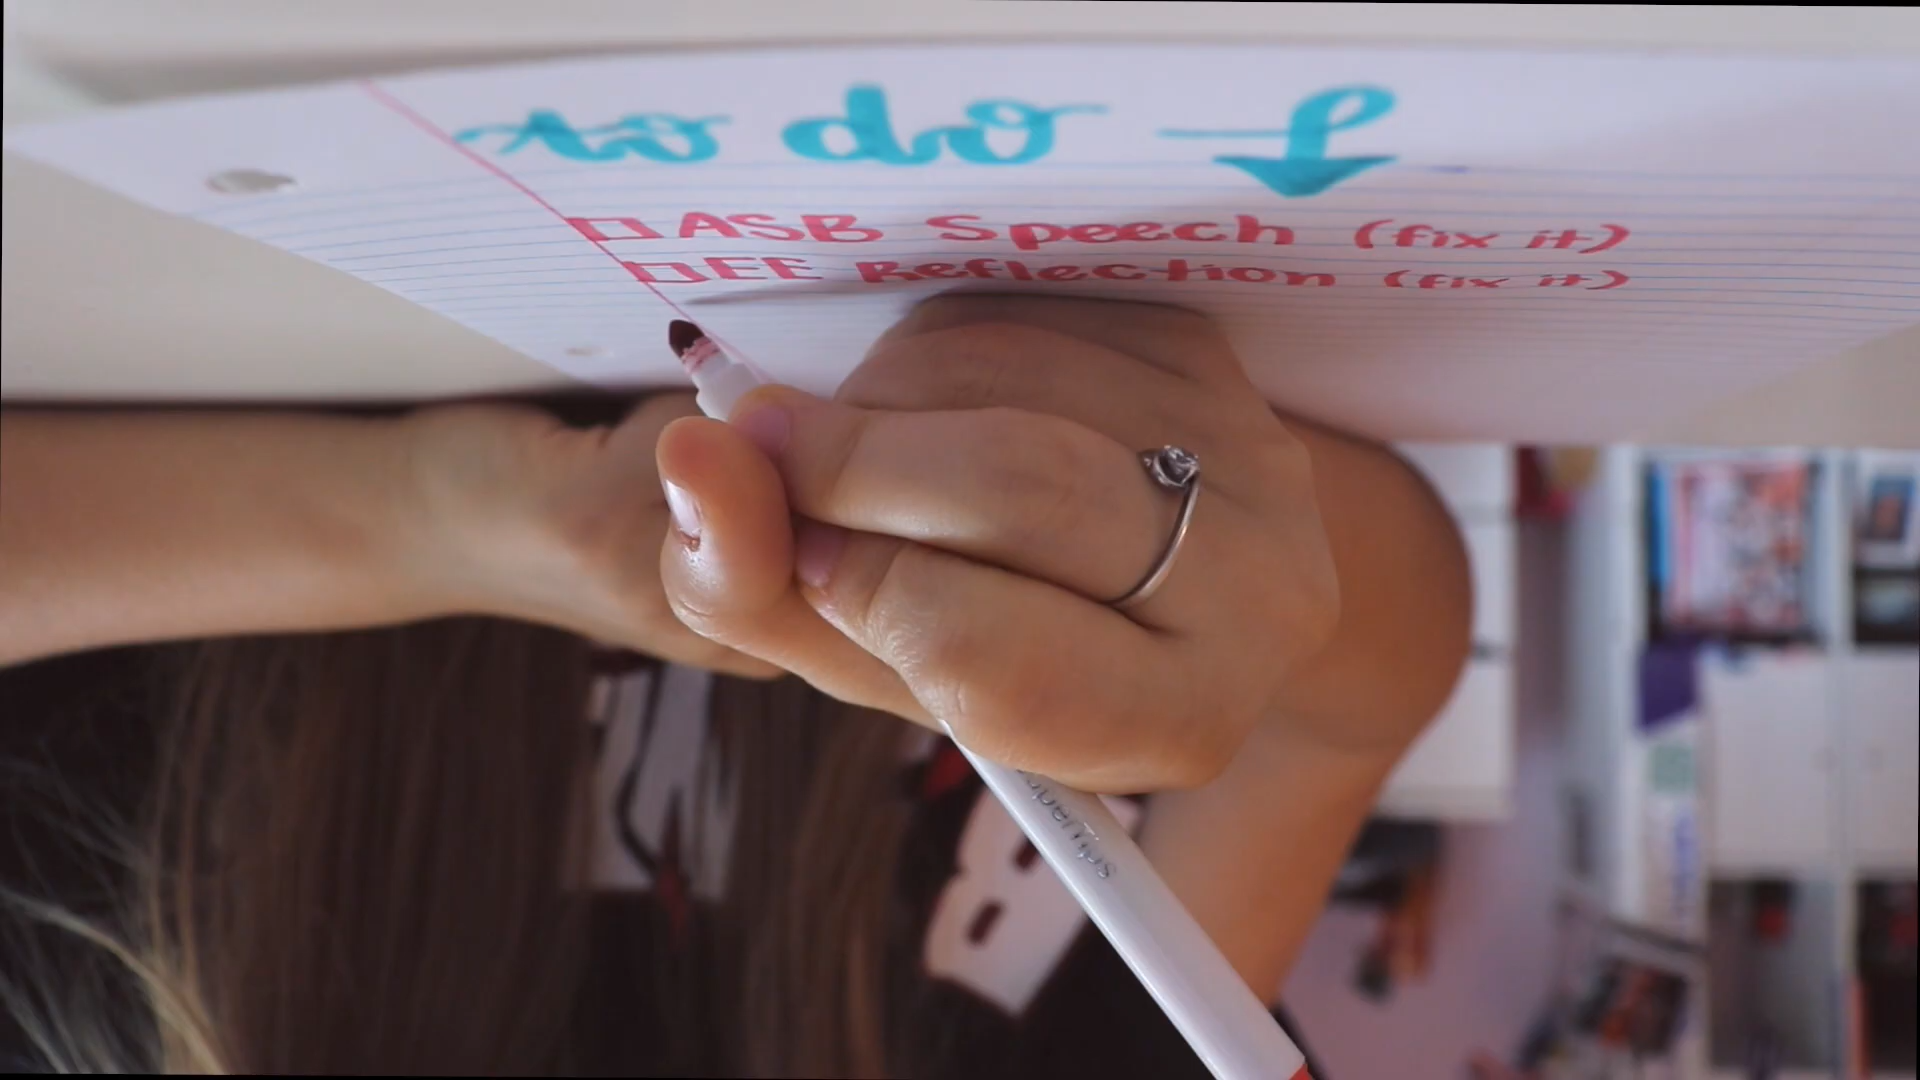 to do
ASB Speech (fix it)
EE Reflection (fix it)